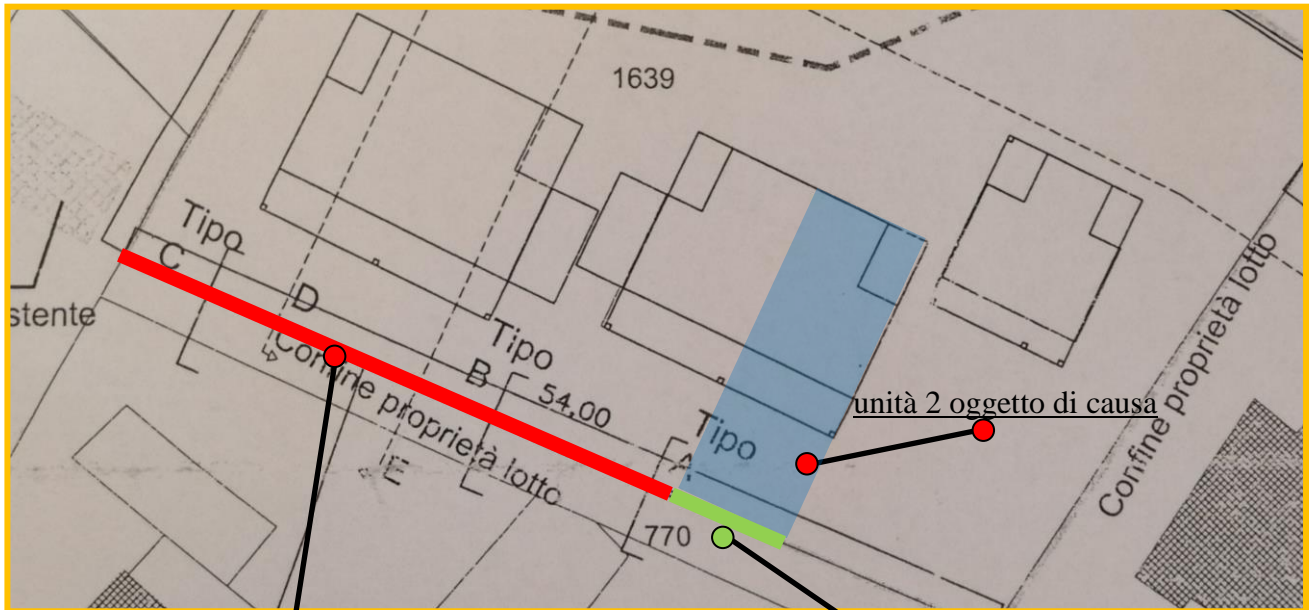 1639
Tipo
C
D
stente
Confine proprietà lotto
Tipo
B
54.00
unità 2 oggetto di causa
Tipo
A
E
770
Confine proprietà lotto